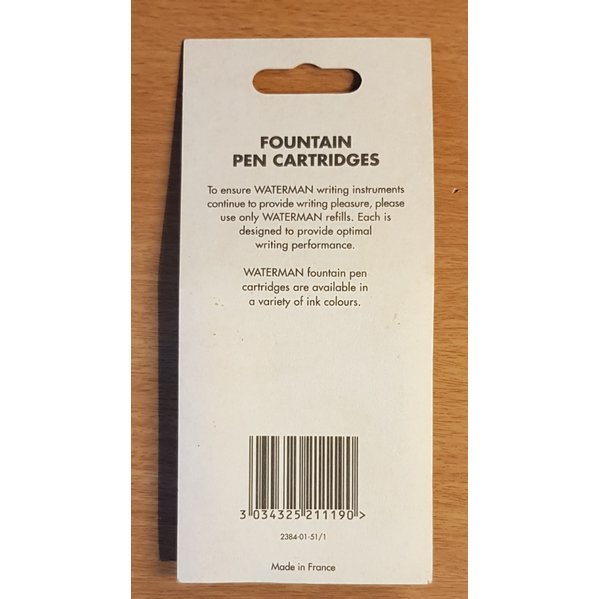 FOUNTAIN
PEN CARTRIDGES
To ensure WATERMAN writing instruments
continue to provide writing pleasure, please
use only WATERMAN refills. Each is
designed to provide optimal
writing performance.
WATERMAN fountain pen
cartridges are available in
a variety of ink colours.
3 034325 211190 >
2384-01-51/1
Made in France